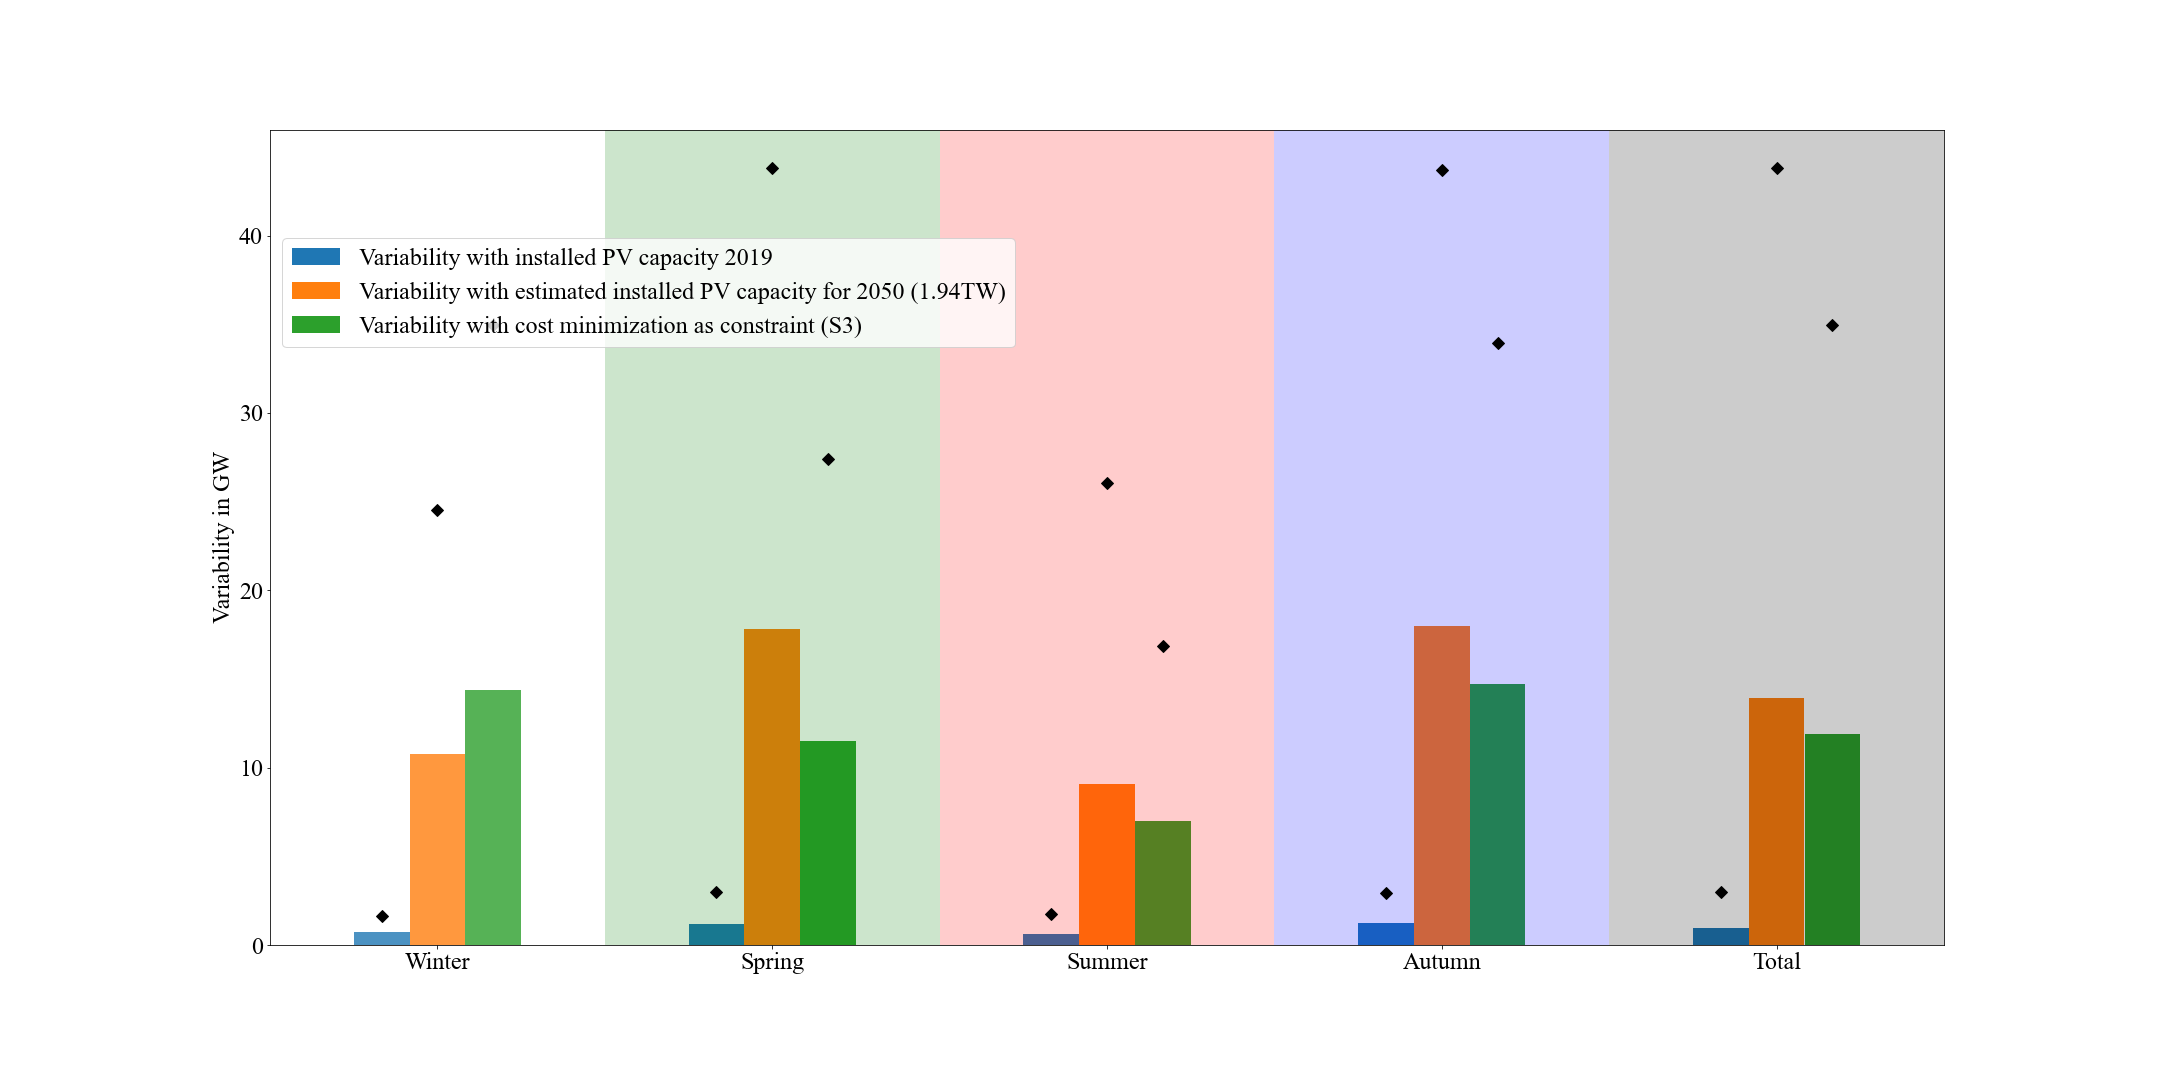 40
30
20
10
0
Variability in GW
Variability with installed PV capacity 2019
Variability with estimated installed PV capacity for 2050 (1.94TW)
Variability with cost minimization as constraint (S3)
Winter
Spring
Summer
Autumn
Total